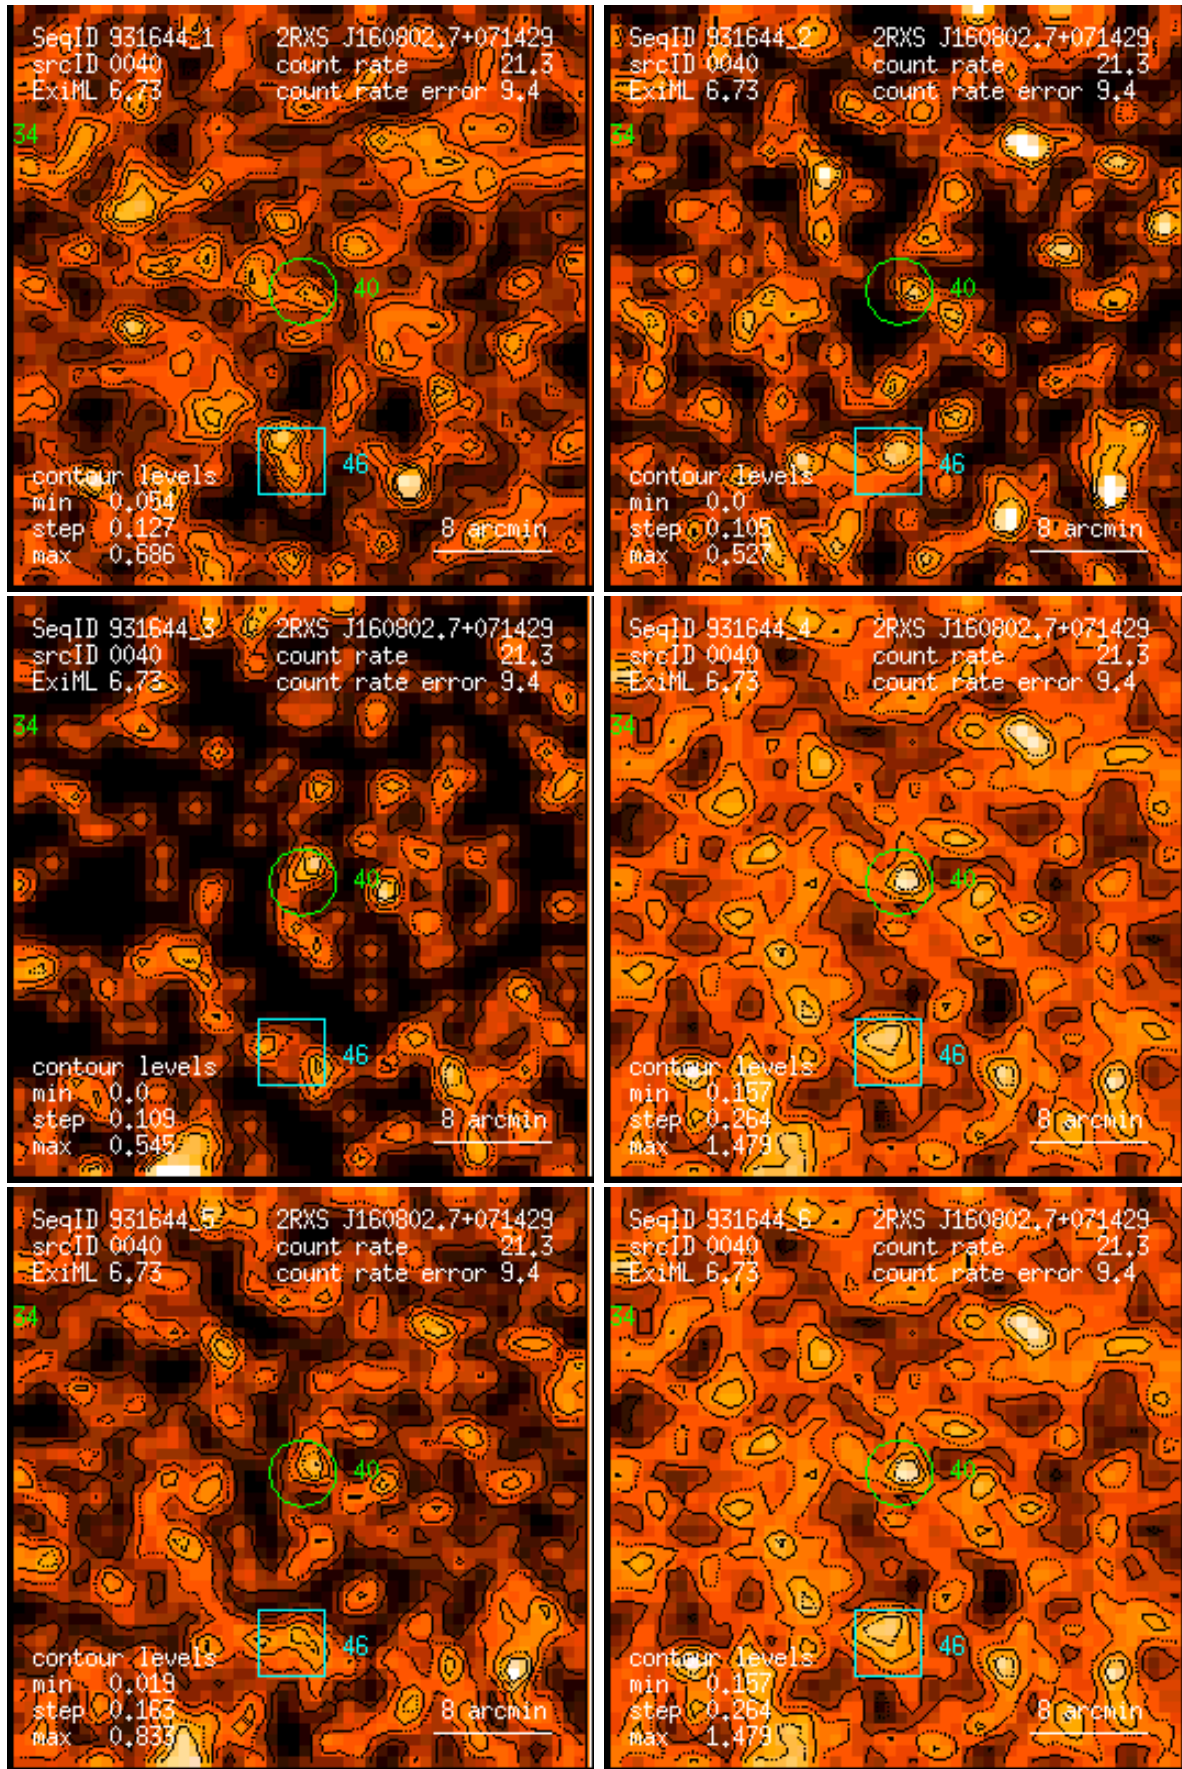 SeqID 931644_1 2RXS J160802.7+071429
srcID 0040 count rate 21.3
ExiML 6.73 count rate error 9.4
34
40
46
contour levels
min 0.054
step 0.127 8 arcmin
max 0.686
SeqID 931644_2 2RXS J160802.7+071429
srcID 0040 count rate 21.3
ExiML 6.73 count rate error 9.4
34
40
46
contour levels
min 0.0
step 0.105 8 arcmin
max 0.527
SeqID 931644_3 2RXS J160802.7+071429
srcID 0040 count rate 21.3
ExiML 6.73 count rate error 9.4
34
40
46
contour levels
min 0.0
step 0.109 8 arcmin
max 0.545
SeqID 931644_4 2RXS J160802.7+071429
srcID 0040 count rate 21.3
ExiML 6.73 count rate error 9.4
34
40
46
contour levels
min 0.157
step 0.264 8 arcmin
max 1.479
SeqID 931644_5 2RXS J160802.7+071429
srcID 0040 count rate 21.3
ExiML 6.73 count rate error 9.4
34
40
46
contour levels
min 0.019
step 0.163 8 arcmin
max 0.833
SeqID 931644_6 2RXS J160802.7+071429
srcID 0040 count rate 21.3
ExiML 6.73 count rate error 9.4
34
40
46
contour levels
min 0.157
step 0.264 8 arcmin
max 1.479